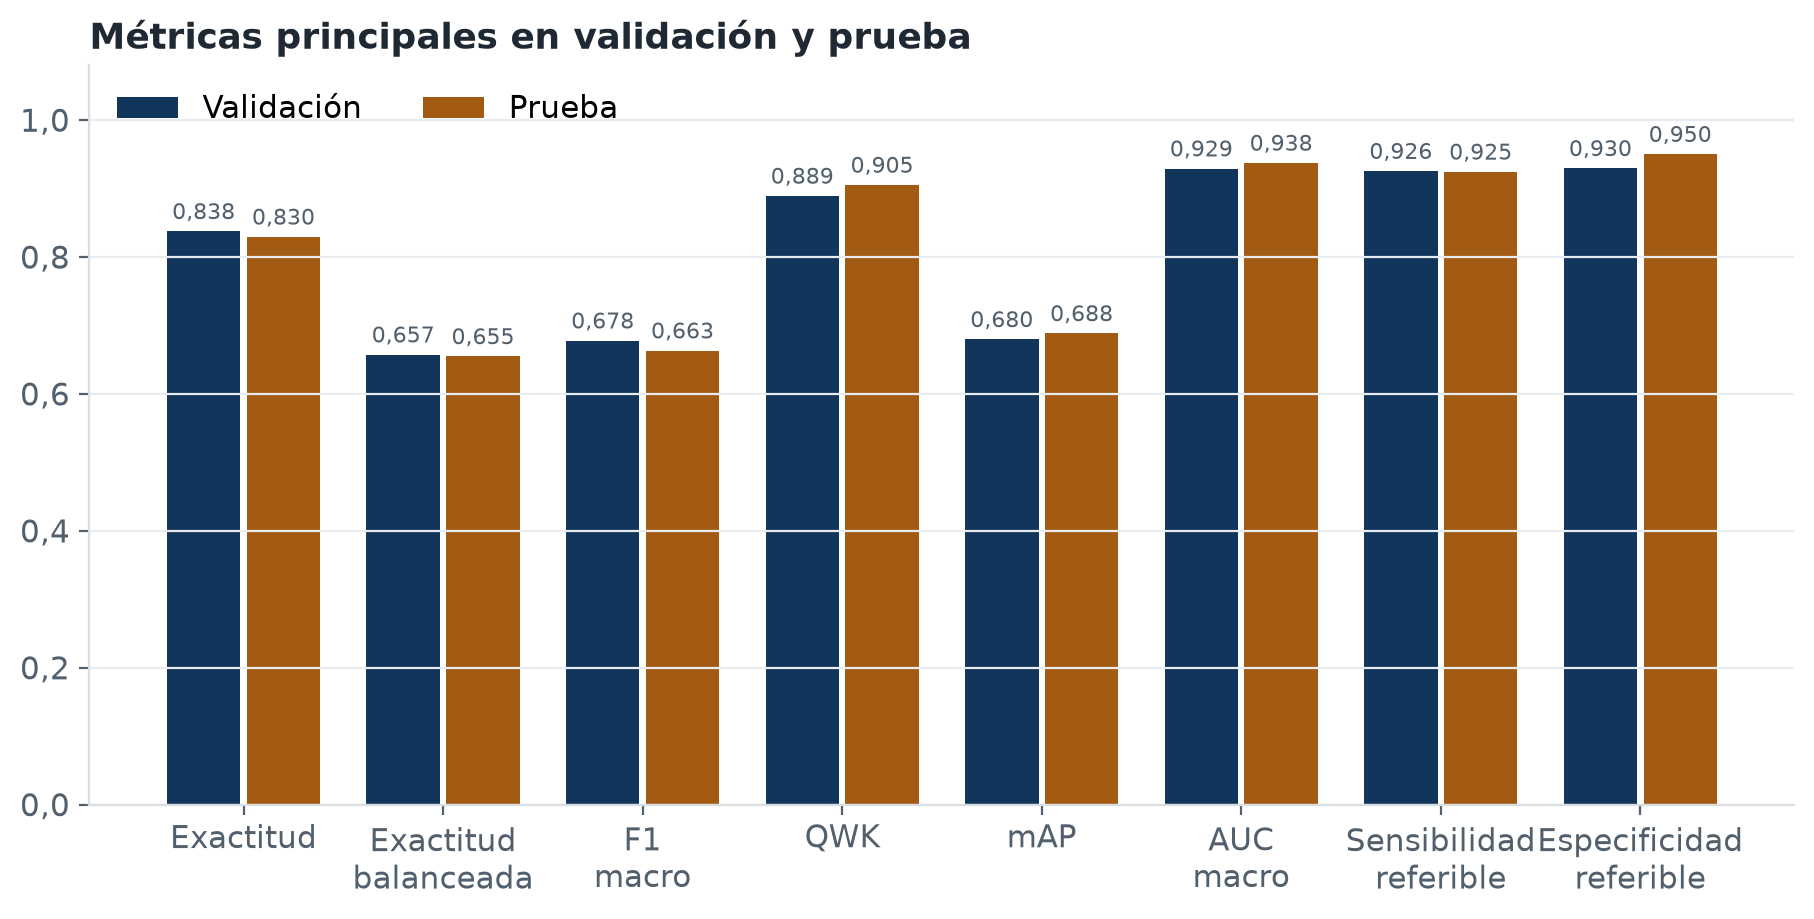 Métricas principales en validación y prueba
Validación Prueba
1,0
0,8
0,6
0,4
0,2
0,0
0,838 0,830
0,657 0,655
0,678 0,663
0,889 0,905
0,680 0,688
0,929 0,938
0,926 0,925
0,930 0,950
Exactitud
Exactitud
balanceada
F1
macro
QWK
mAP
AUC
macro
Sensibilidad
referible
Especificidad
referible